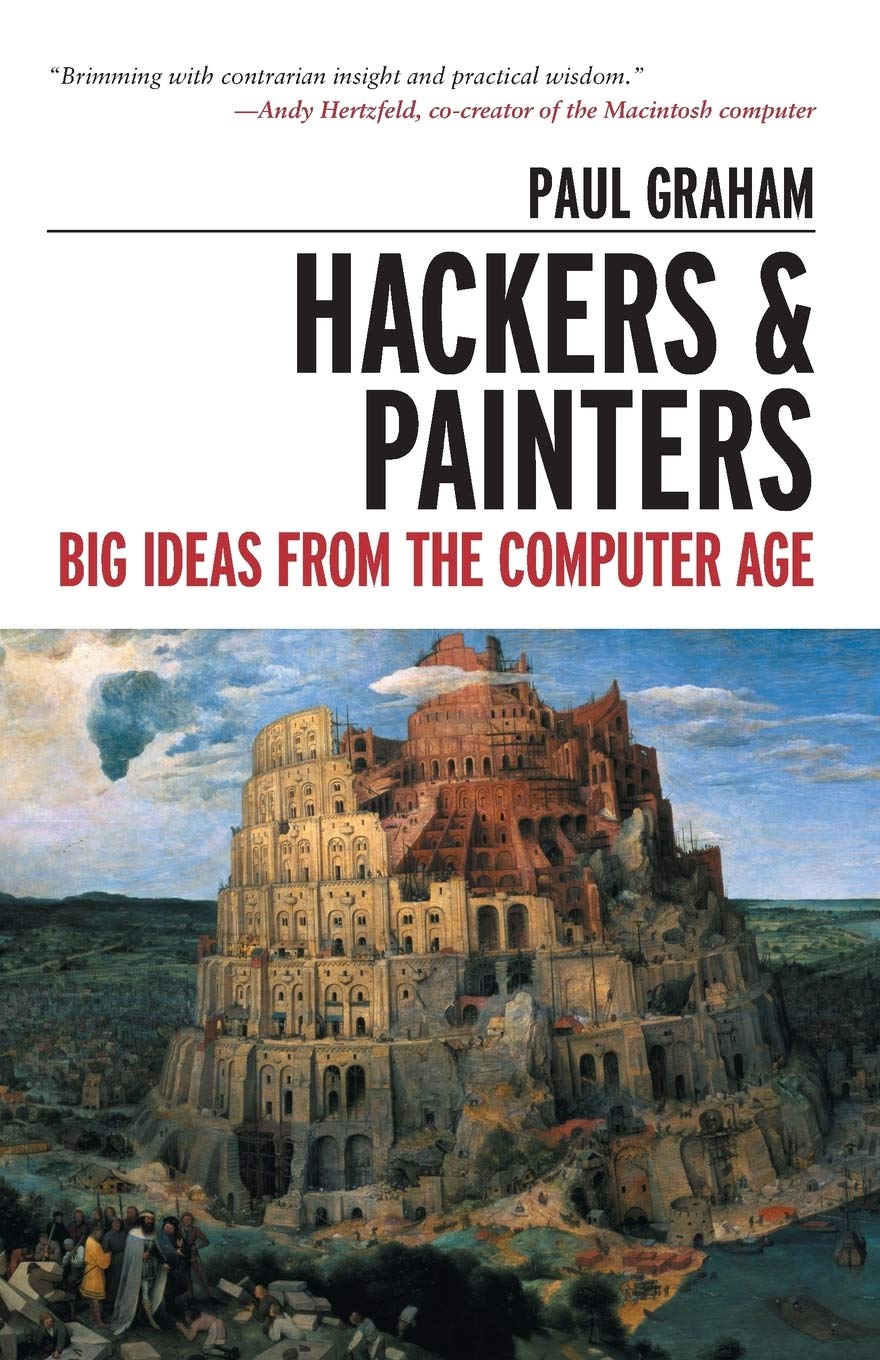 “Brimming with contrarian insight and practical wisdom.”
—Andy Hertzfeld, co-creator of the Macintosh computer
PAUL GRAHAM
HACKERS &
PAINTERS
BIG IDEAS FROM THE COMPUTER AGE